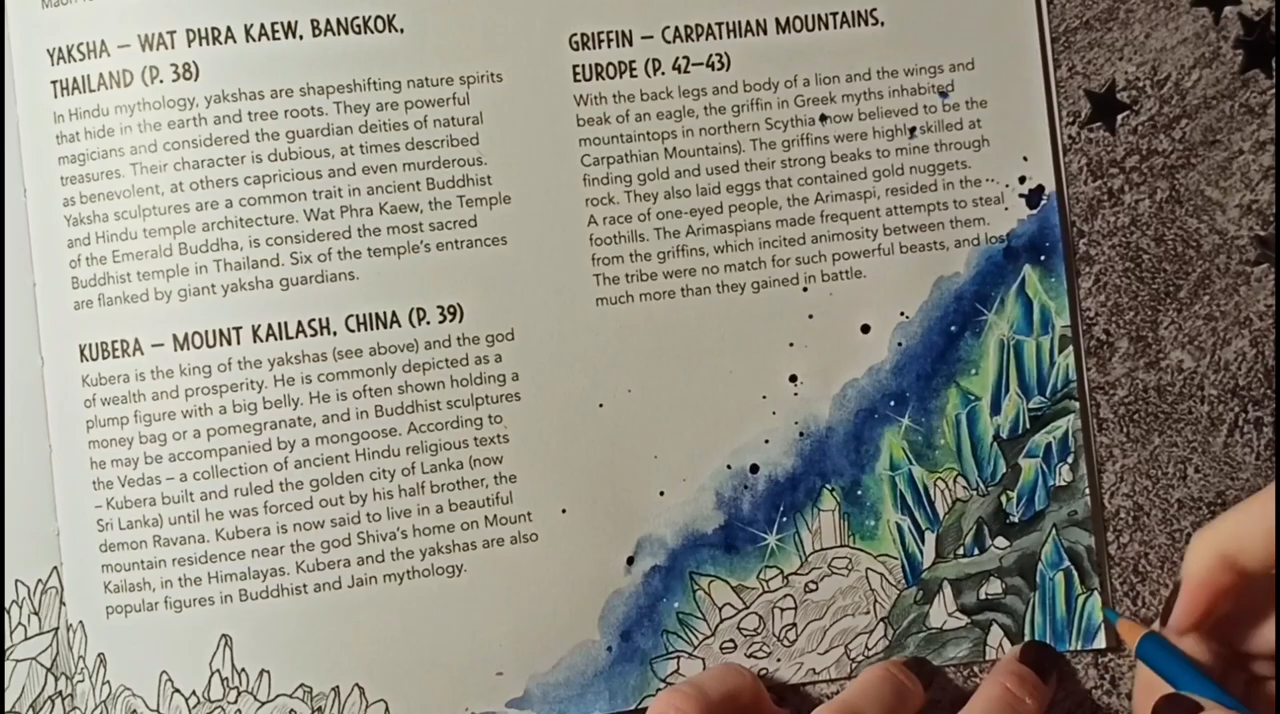 YAKSHA – WAT PHRA KAEW, BANGKOK,
THAILAND (P. 38)
In Hindu mythology, yakshas are shapeshifting nature spirits
that hide in the earth and tree roots. They are powerful
magicians and considered the guardian deities of natural
treasures. Their character is dubious, at times described
as benevolent, at others capricious and even murderous.
Yaksha sculptures are a common trait in ancient Buddhist
and Hindu temple architecture. Wat Phra Kaew, the Temple
of the Emerald Buddha, is considered the most sacred
Buddhist temple in Thailand. Six of the temple's entrances
are flanked by giant yaksha guardians.
KUBERA – MOUNT KAILASH, CHINA (P. 39)
Kubera is the king of the yakshas (see above) and the god
of wealth and prosperity. He is commonly depicted as a
plump figure with a big belly. He is often shown holding a
money bag or a pomegranate, and in Buddhist sculptures
he may be accompanied by a mongoose. According to
the Vedas – a collection of ancient Hindu religious texts
– Kubera built and ruled the golden city of Lanka (now
Sri Lanka) until he was forced out by his half brother, the
demon Ravana. Kubera is now said to live in a beautiful
mountain residence near the god Shiva's home on Mount
Kailash, in the Himalayas. Kubera and the yakshas are also
popular figures in Buddhist and Jain mythology.
GRIFFIN – CARPATHIAN MOUNTAINS,
EUROPE (P. 42–43)
With the back legs and body of a lion and the wings and
beak of an eagle, the griffin in Greek myths inhabited
mountaintops in northern Scythia (now believed to be the
Carpathian Mountains). The griffins were highly skilled at
finding gold and used their strong beaks to mine through
rock. They also laid eggs that contained gold nuggets.
A race of one-eyed people, the Arimaspi, resided in the
foothills. The Arimaspians made frequent attempts to steal
from the griffins, which incited animosity between them.
The tribe were no match for such powerful beasts, and lost
much more than they gained in battle.